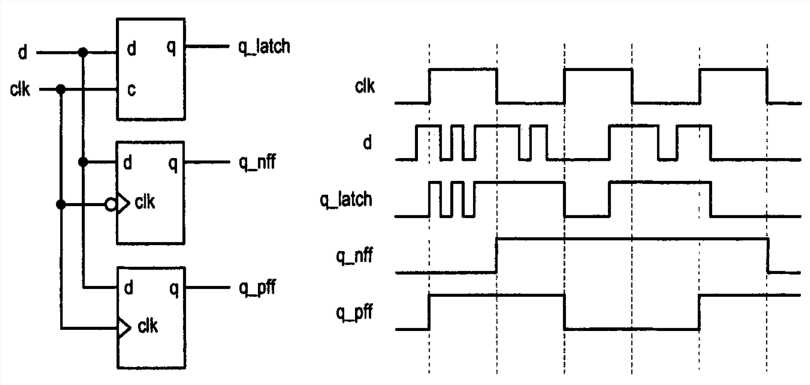 d
clk
d
q
q_latch
c
d
q
q_nff
clk
d
q
q_pff
clk
clk
d
q_latch
q_nff
q_pff